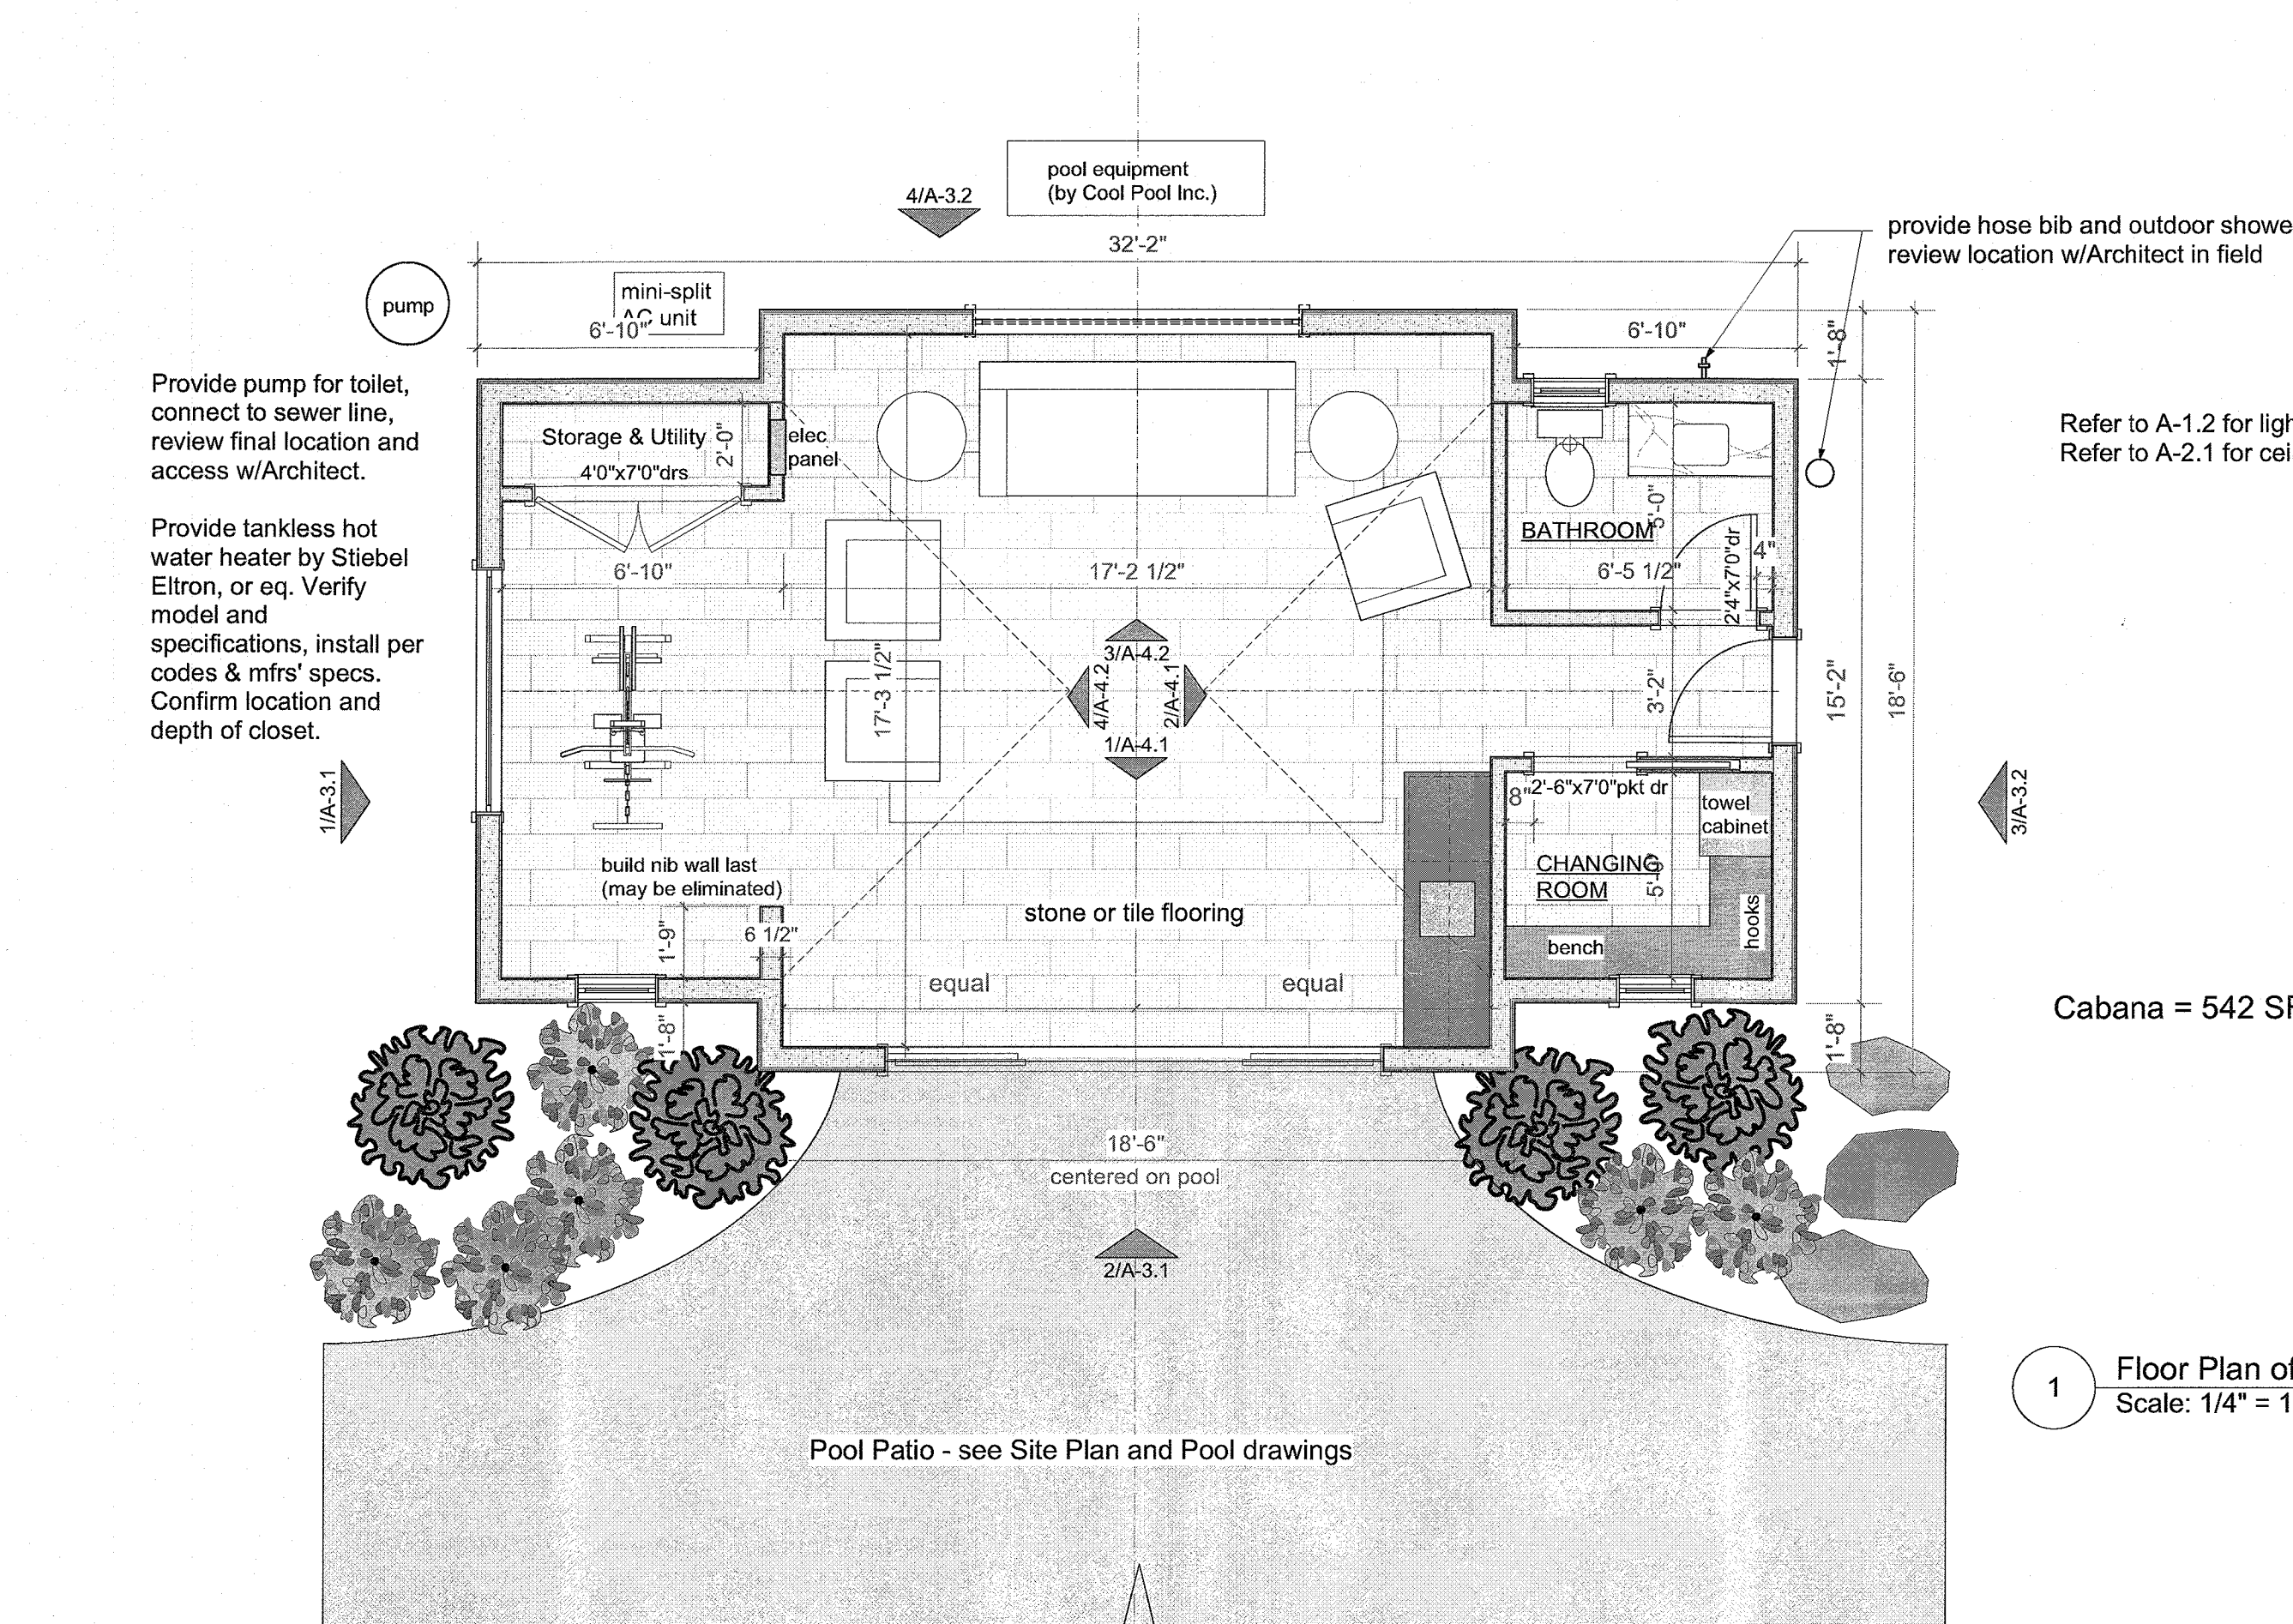 pool equipment
(by Cool Pool Inc.)
4/A-3.2
32'-2"
provide hose bib and outdoor showe
review location w/Architect in field
pump
mini-split
AC unit
6'-10"
6'-10"
1'-8"
Provide pump for toilet,
connect to sewer line,
review final location and
access w/Architect.
Provide tankless hot
water heater by Stiebel
Eltron, or eq. Verify
model and
specifications, install per
codes & mfrs' specs.
Confirm location and
depth of closet.
Storage & Utility
2'-0"
4'0"x7'0"drs
elec
panel
Refer to A-1.2 for ligh
Refer to A-2.1 for cei
BATHROOM
5'-0"
2'4"x7'0"dr
4"
6'-10"
17'-2 1/2"
6'-5 1/2"
17'-3 1/2"
3/A-4.2
4/A-4.2
2/A-4.1
1/A-4.1
3'-2"
15'-2"
18'-6"
1/A-3.1
3/A-3.2
8"
2'-6"x7'0"pkt dr
towel
cabinet
CHANGING
ROOM
5'-0"
hooks
bench
build nib wall last
(may be eliminated)
1'-9"
6 1/2"
stone or tile flooring
equal
equal
1'-8"
1'-8"
Cabana = 542 SF
18'-6"
centered on pool
2/A-3.1
1
Floor Plan of
Scale: 1/4" = 1
Pool Patio - see Site Plan and Pool drawings